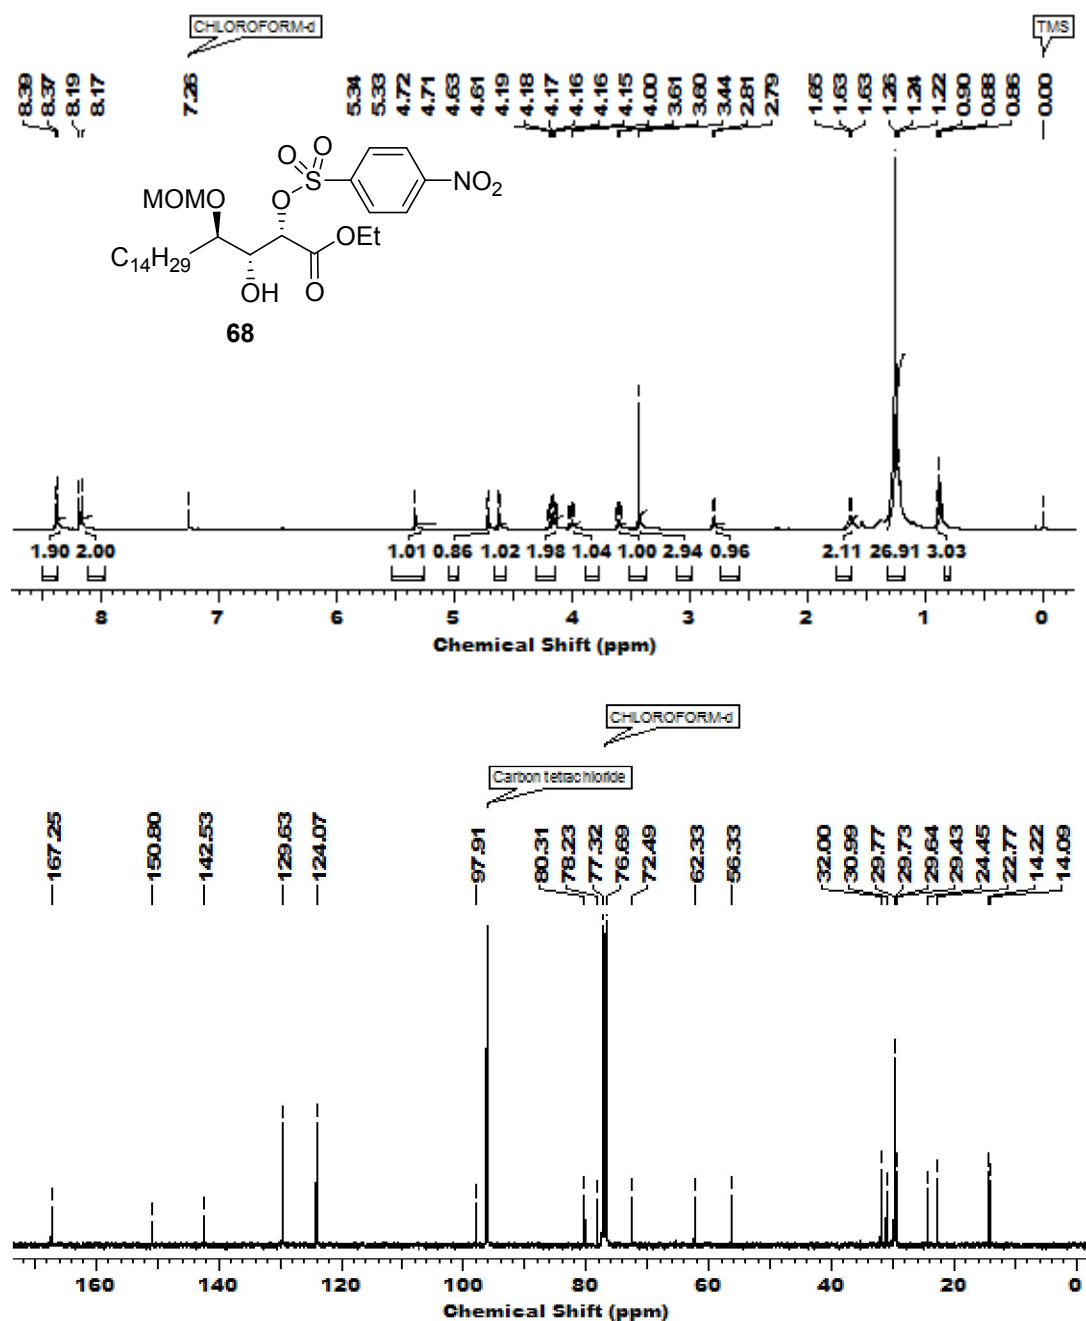 CHLOROFORM-d
TMS
8.39 8.37 8.19 8.17 7.26 5.34 5.33 4.72 4.71 4.63 4.61 4.19 4.18 4.17 4.16 4.16 4.15 4.00 3.61 3.60 3.44 2.81 2.79 1.65 1.63 1.63 1.26 1.24 1.22 0.90 0.88 0.86 0.00
O
O
S
NO2
MOMO
O
OEt
C14H29
OH
O
68
1.90 2.00 1.01 0.86 1.02 1.98 1.04 1.00 2.94 0.96 2.11 26.91 3.03
8 7 6 5 4 3 2 1 0
Chemical Shift (ppm)
CHLOROFORM-d
Carbon tetrachloride
167.25 150.80 142.53 129.63 124.07 97.91 80.31 78.23 77.32 76.69 72.49 62.33 56.33 32.00 30.99 29.77 29.73 29.64 29.43 24.45 22.77 14.22 14.09
160 140 120 100 80 60 40 20 0
Chemical Shift (ppm)